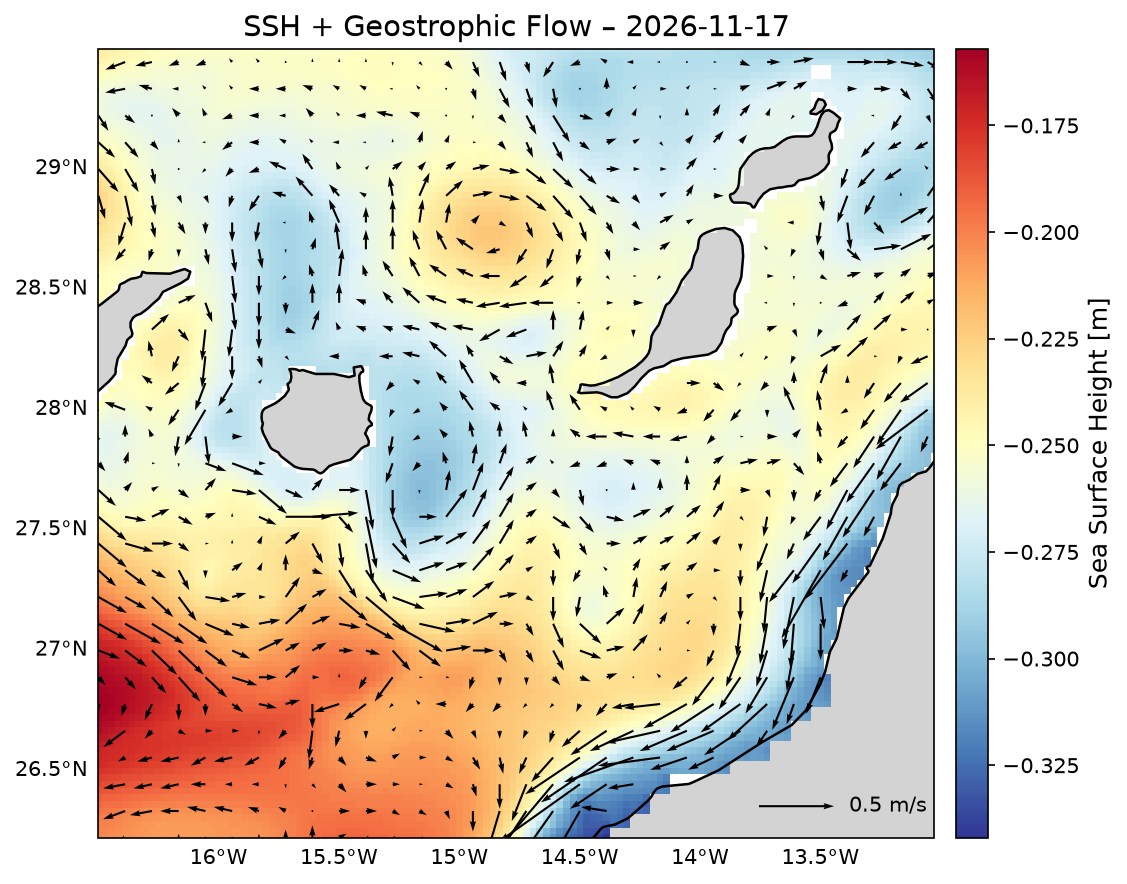 SSH + Geostrophic Flow – 2026-11-17
29°N
28.5°N
28°N
27.5°N
27°N
26.5°N
16°W
15.5°W
15°W
14.5°W
14°W
13.5°W
0.5 m/s
−0.175
−0.200
−0.225
−0.250
−0.275
−0.300
−0.325
Sea Surface Height [m]